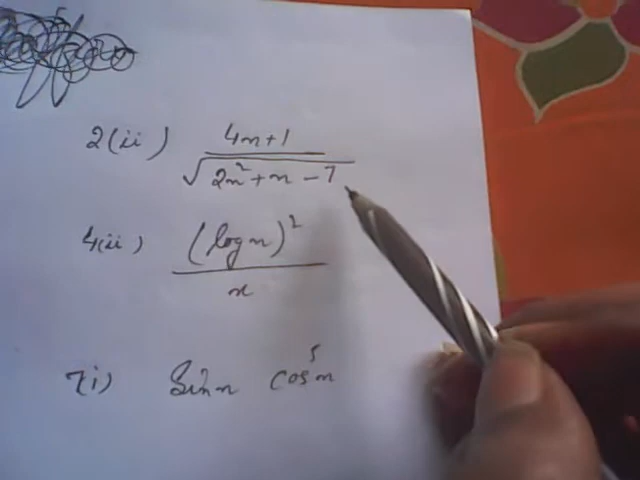 2(ii) 4x+1
√2x²+x-7
4(ii) (log x)²
x
7(i) Sin x cos⁵x